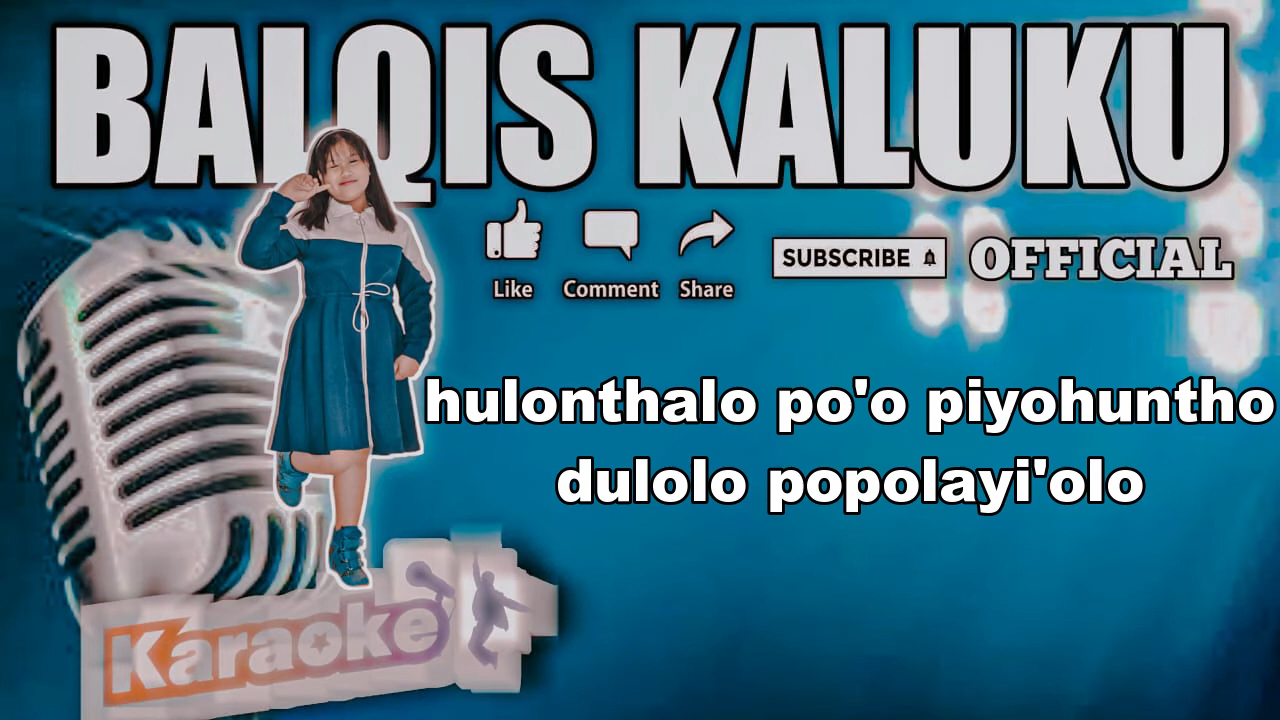 BALQIS KALUKU
Like
Comment
Share
SUBSCRIBE
OFFICIAL
hulonthalo po'o piyohuntho
dulolo popolayi'olo
Karaoke